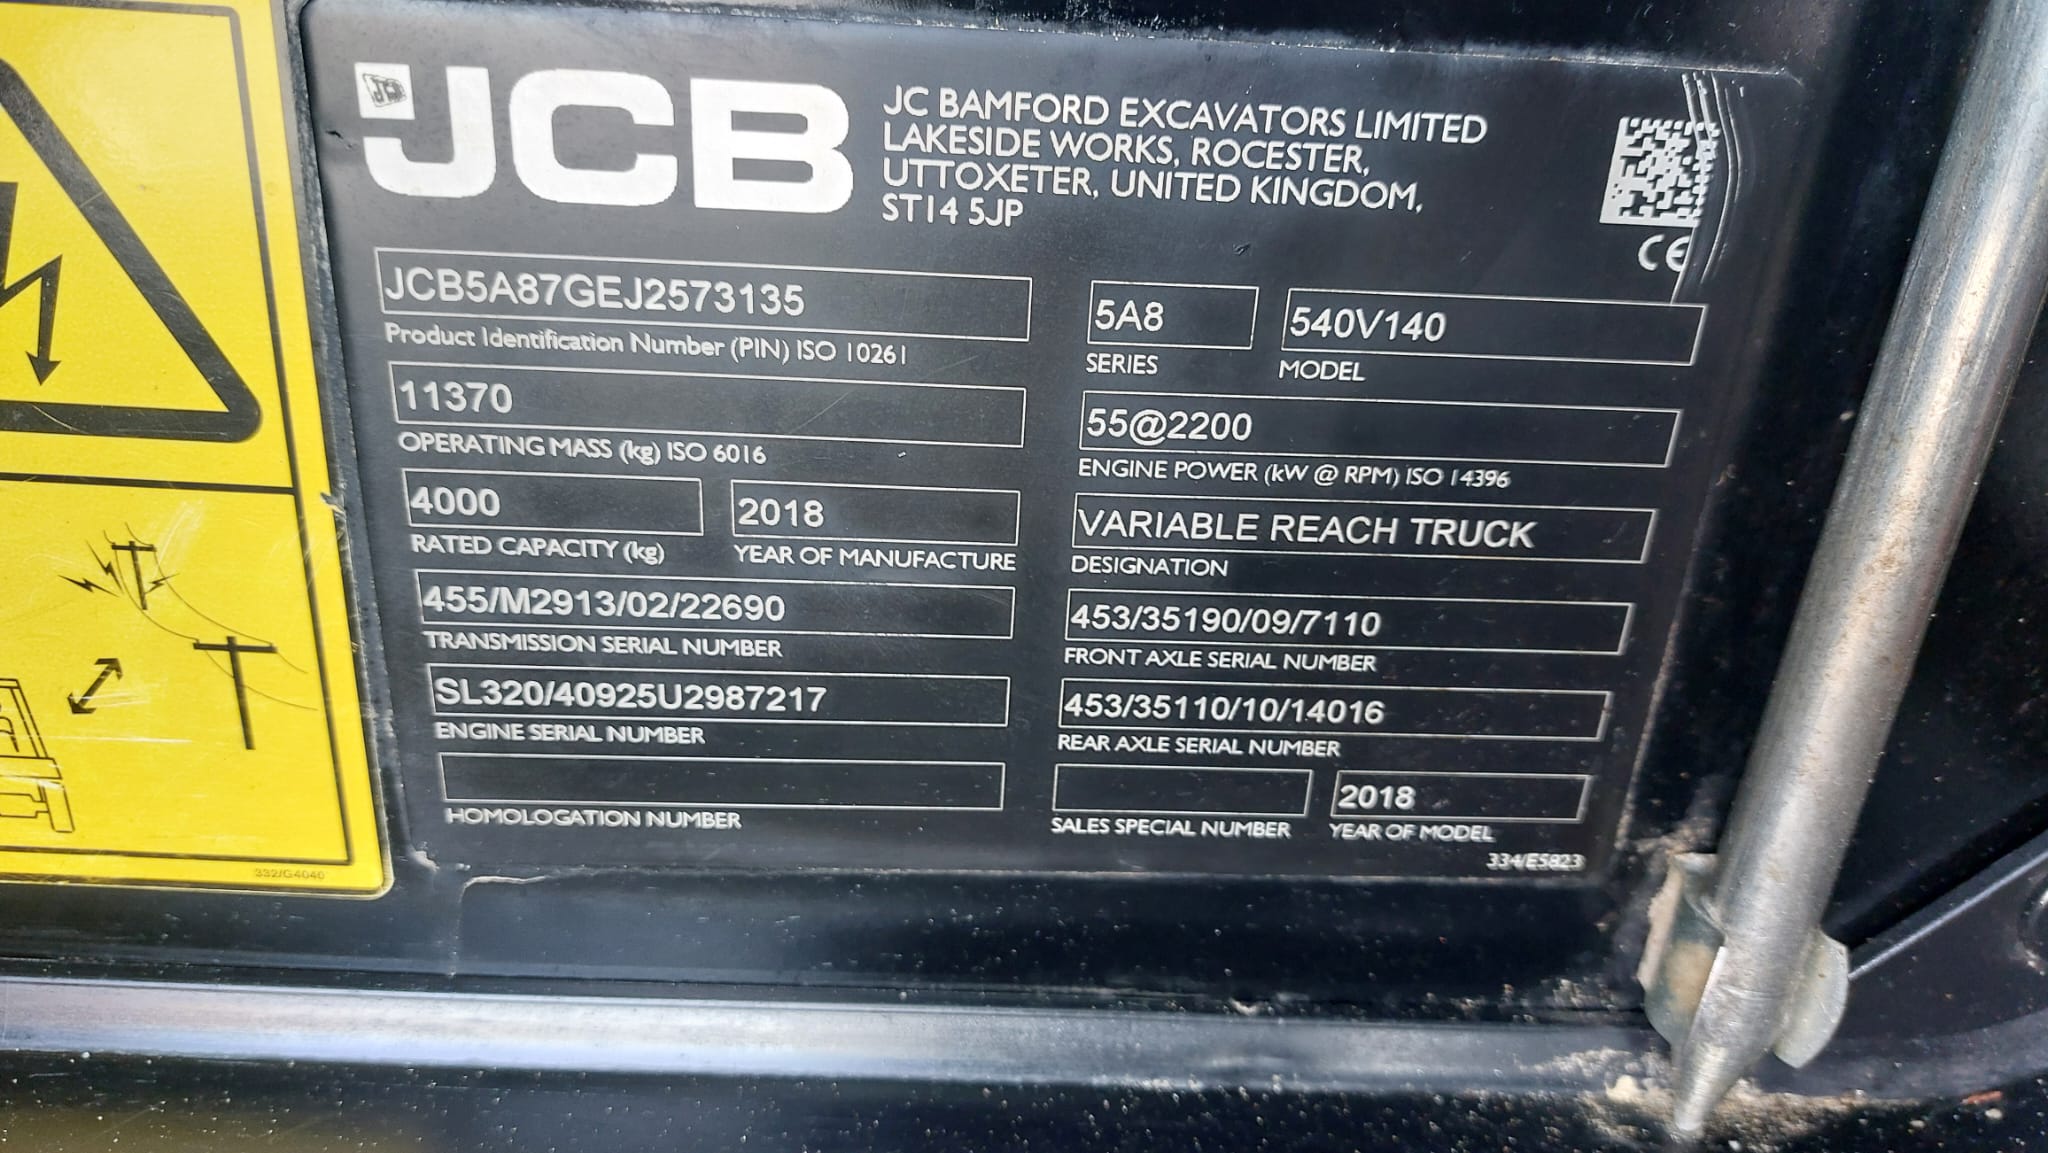 JCB
JC BAMFORD EXCAVATORS LIMITED
LAKESIDE WORKS, ROCESTER,
UTTOXETER, UNITED KINGDOM,
ST14 5JP
CE
JCB5A87GEJ2573135
Product Identification Number (PIN) ISO 10261
5A8
SERIES
540V140
MODEL
11370
OPERATING MASS (kg) ISO 6016
55@2200
ENGINE POWER (kW @ RPM) ISO 14396
4000
RATED CAPACITY (kg)
2018
YEAR OF MANUFACTURE
VARIABLE REACH TRUCK
DESIGNATION
455/M2913/02/22690
TRANSMISSION SERIAL NUMBER
453/35190/09/7110
FRONT AXLE SERIAL NUMBER
SL320/40925U2987217
ENGINE SERIAL NUMBER
453/35110/10/14016
REAR AXLE SERIAL NUMBER
HOMOLOGATION NUMBER
SALES SPECIAL NUMBER
2018
YEAR OF MODEL
334/E5823
332/G4040